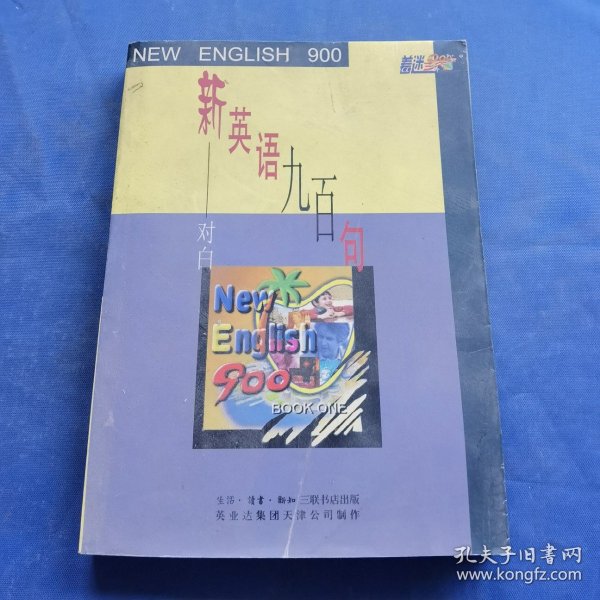 NEW ENGLISH 900
新英语九百句
——对白
New
English
900
BOOK ONE
生活·读书·新知三联书店出版
英业达集团天津公司制作
孔夫子旧书网
www.kongfz.com